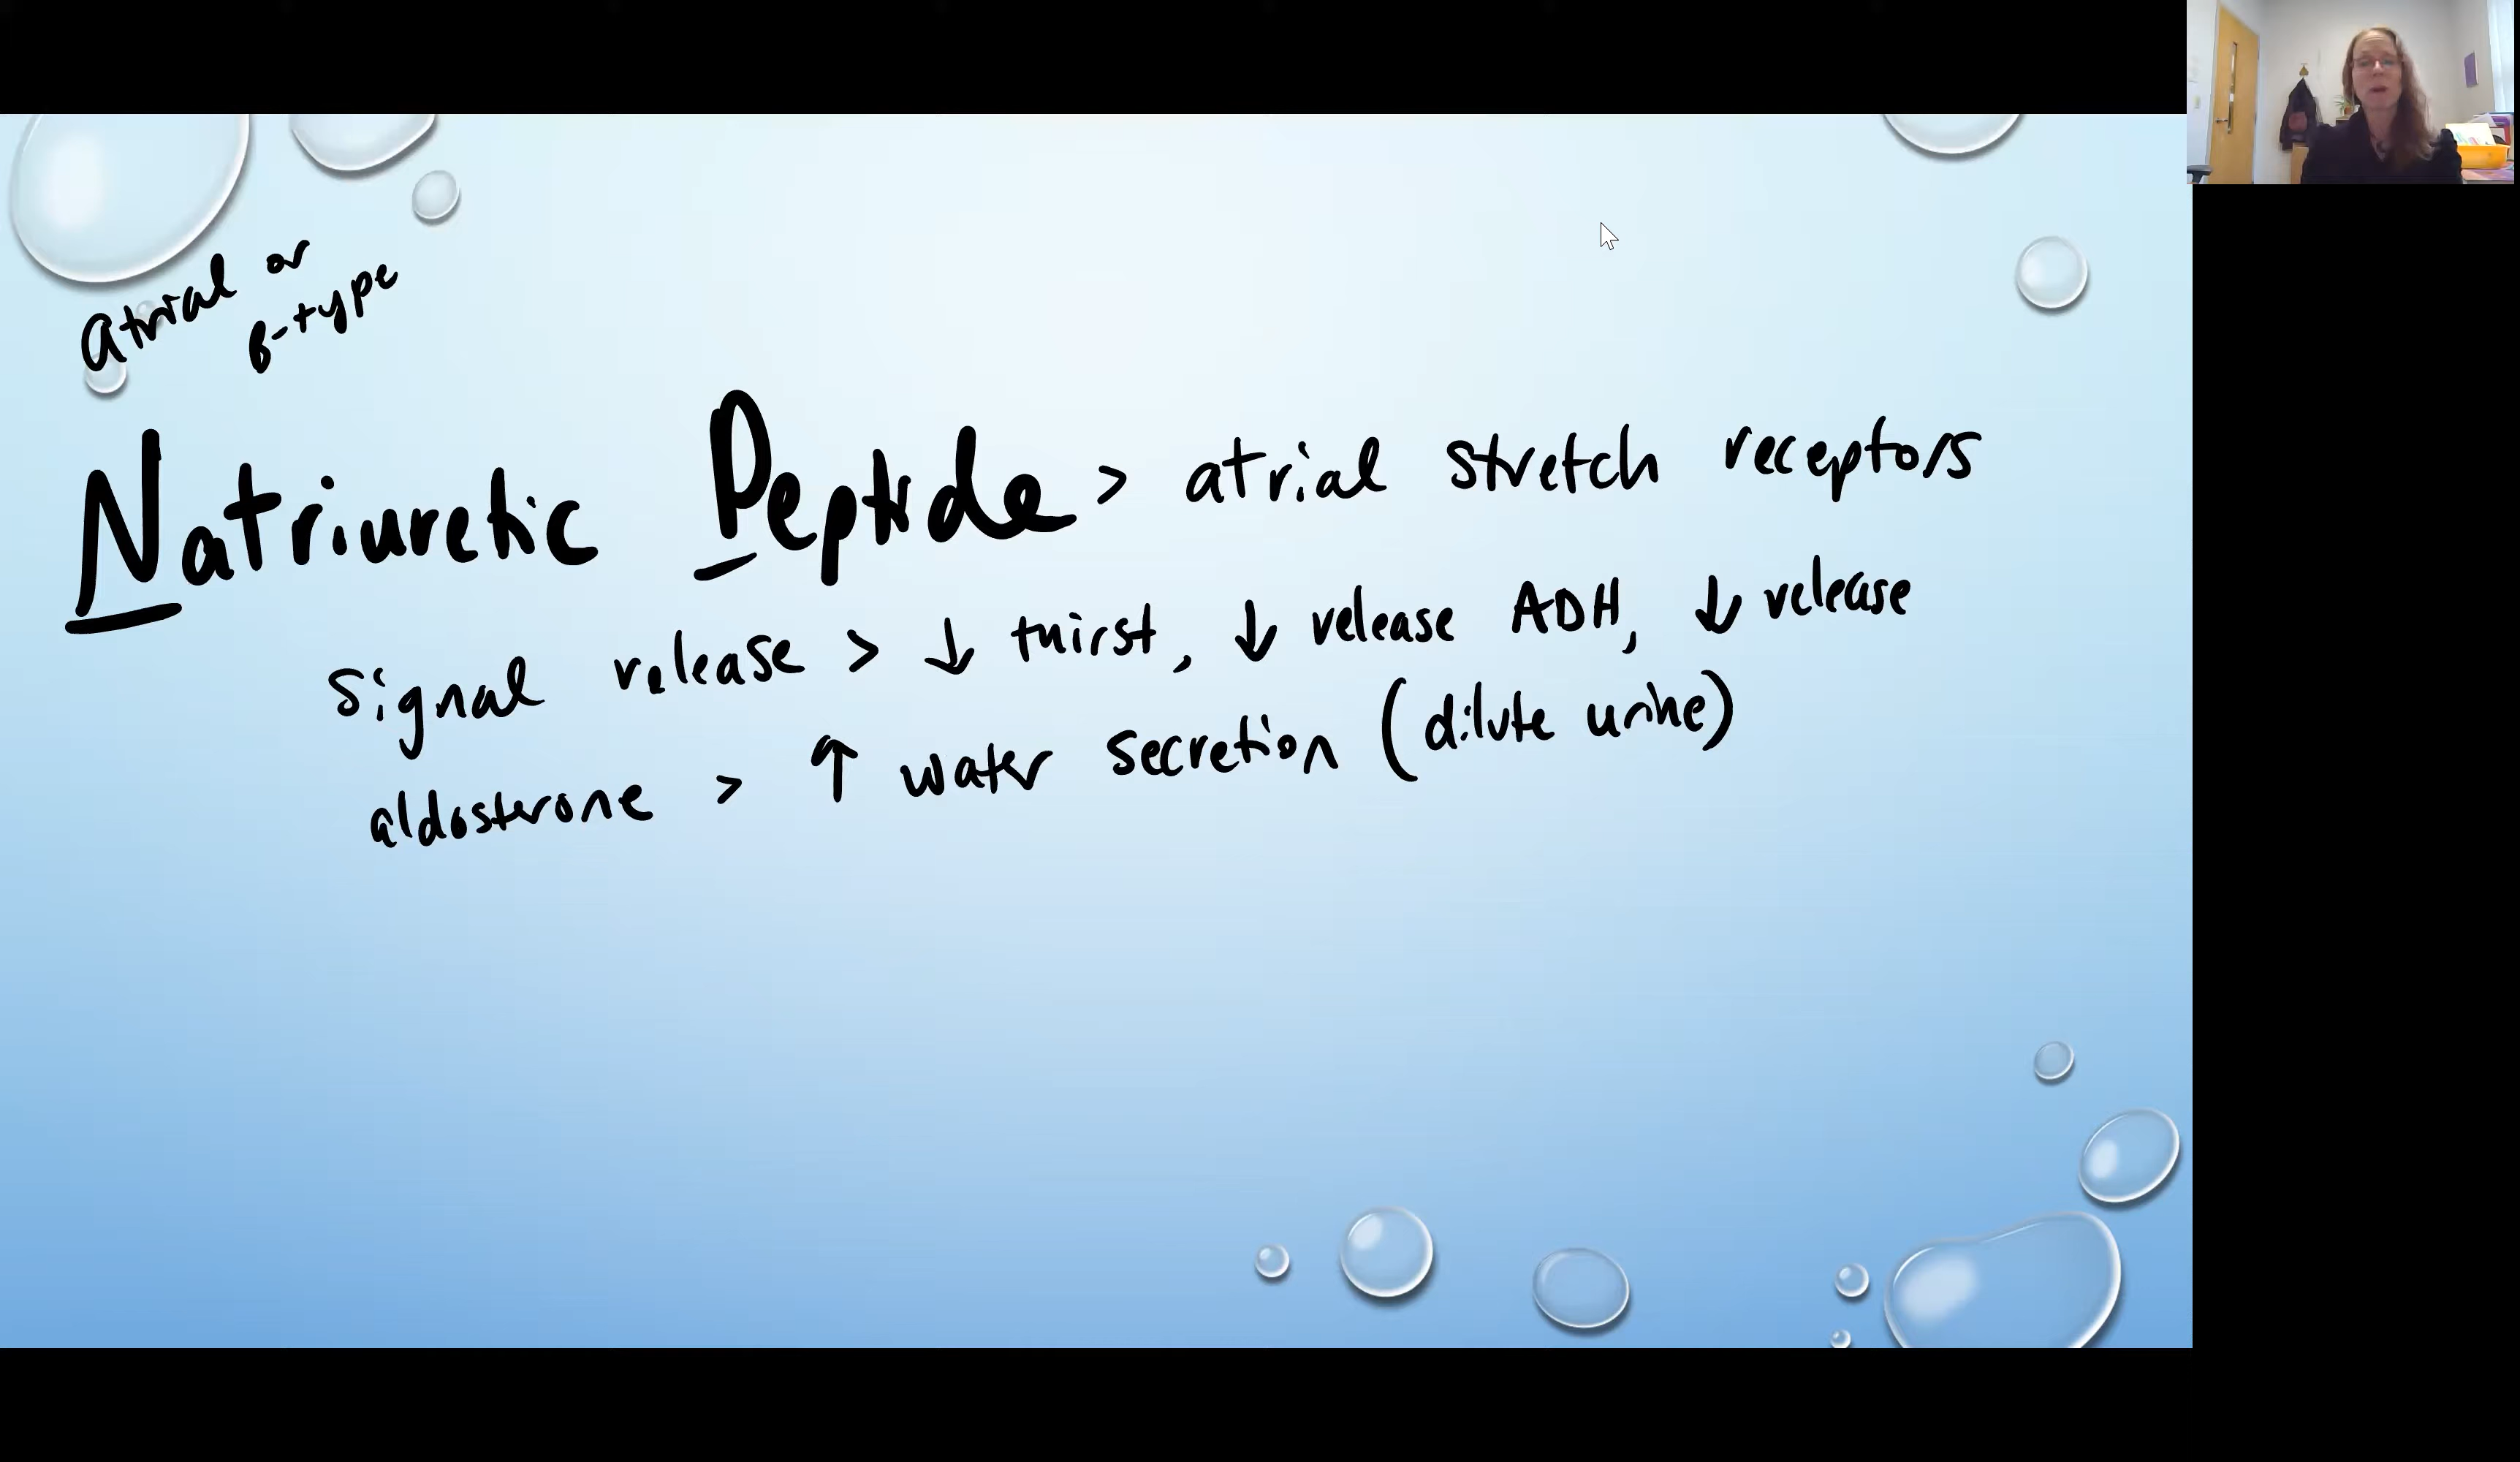 Atrial or
B-type
Natriuretic Peptide > atrial stretch receptors
signal release > ↓ thirst, ↓ release ADH, ↓ release
aldosterone > ↑ water secretion (dilute urine)